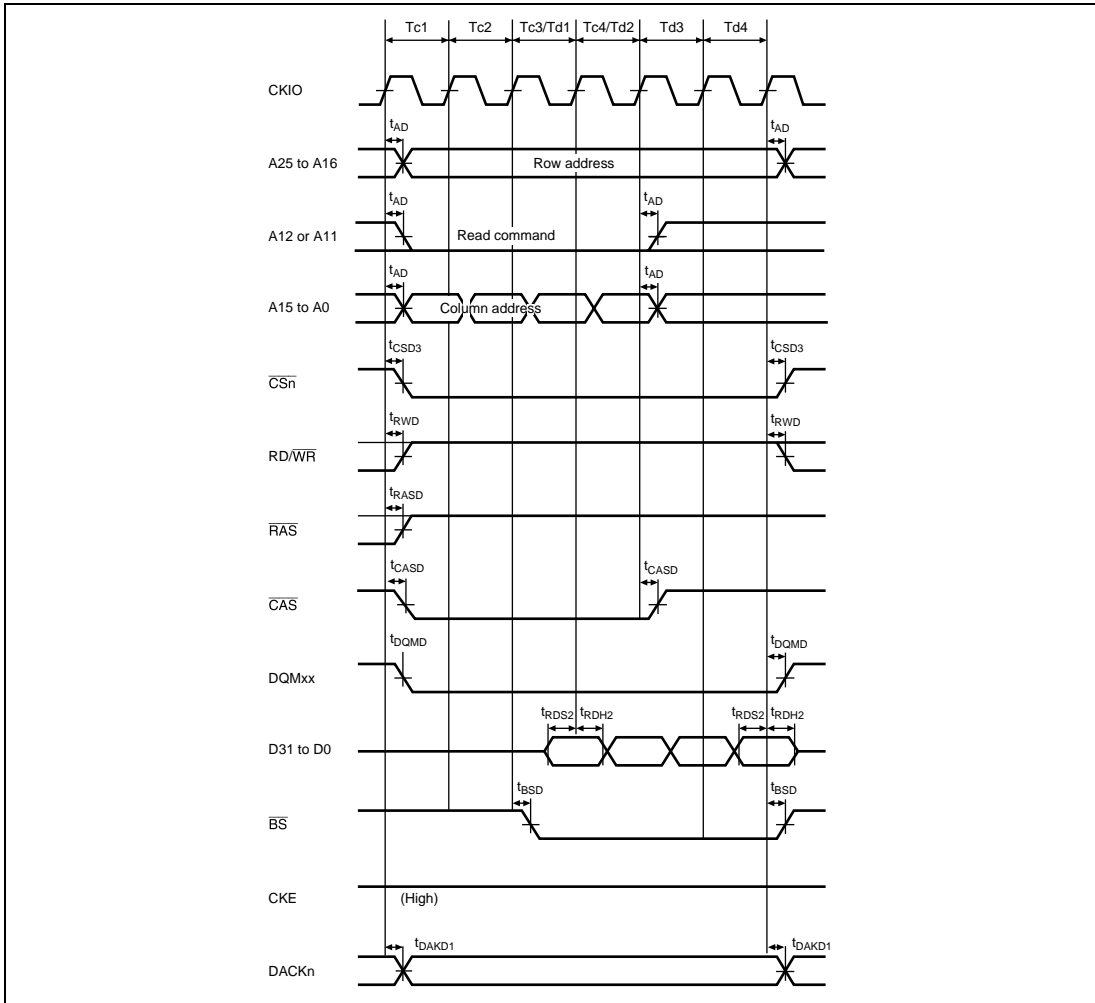 Tc1 Tc2 Tc3/Td1 Tc4/Td2 Td3 Td4
CKIO
tAD tAD
A25 to A16 Row address
tAD tAD
A12 or A11 Read command
tAD tAD
A15 to A0 Column address
tCSD3 tCSD3
CSn
tRWD tRWD
RD/WR
tRASD
RAS
tCASD tCASD
CAS
tDQMD tDQMD
DQMxx
tRDS2 tRDH2 tRDS2 tRDH2
D31 to D0
tBSD tBSD
BS
CKE (High)
tDAKD1 tDAKD1
DACKn